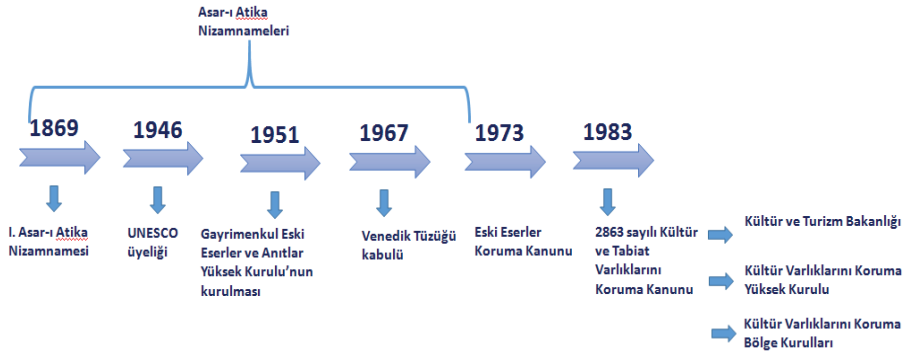 Asar-ı Atika
Nizamnameleri
1869
1946
1951
1967
1973
1983
I. Asar-ı Atika
Nizamnamesi
UNESCO
üyeliği
Gayrimenkul Eski
Eserler ve Anıtlar
Yüksek Kurulu’nun
kurulması
Venedik Tüzüğü
kabulü
Eski Eserler
Koruma Kanunu
2863 sayılı Kültür
ve Tabiat
Varlıklarını
Koruma Kanunu
Kültür ve Turizm Bakanlığı
Kültür Varlıklarını Koruma
Yüksek Kurulu
Kültür Varlıklarını Koruma
Bölge Kurulları